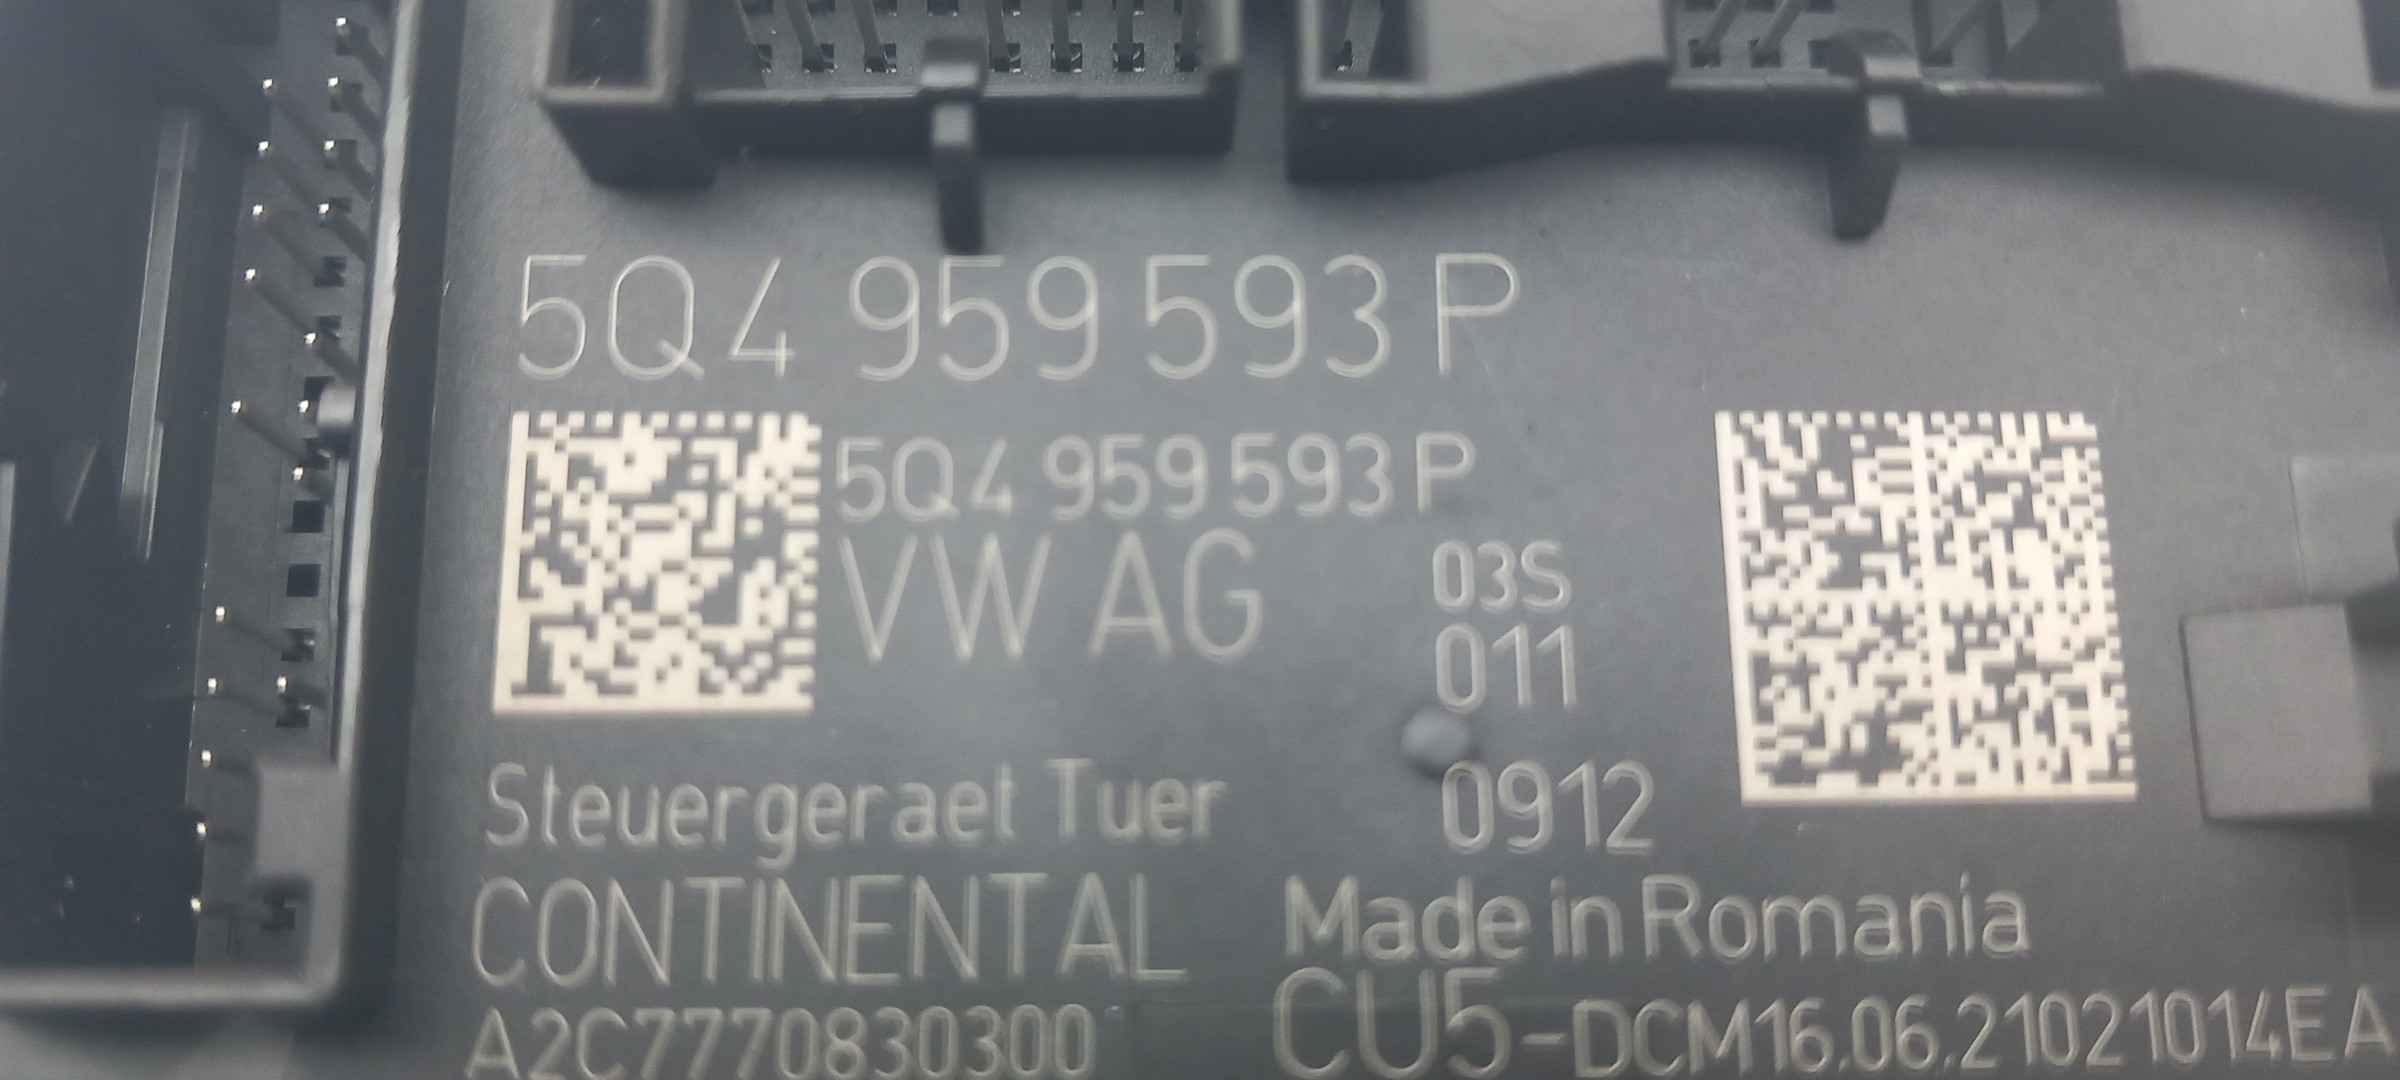 5Q4 959 593 P
5Q4 959 593 P
VW AG
03S
011
Steuergeraet Tuer
0912
CONTINENTAL
Made in Romania
A2C7770830300
CU5-DCM16.06.21021014EA